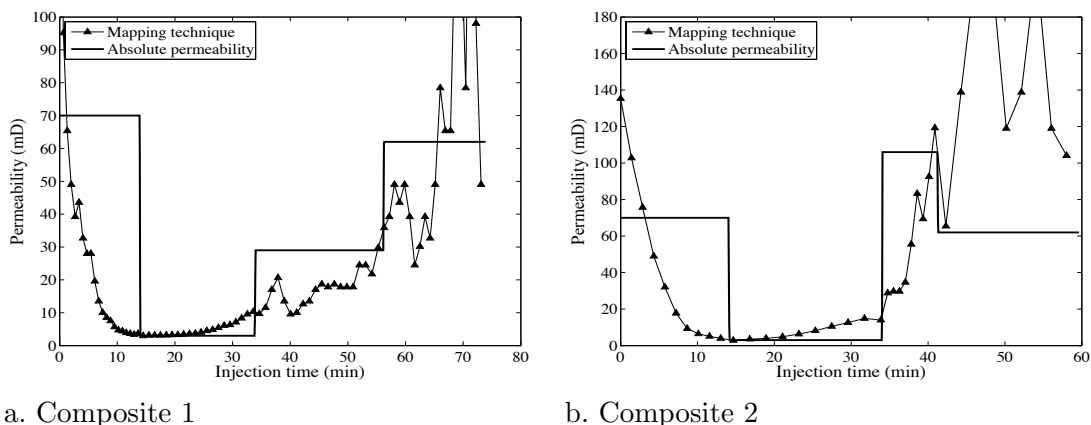 100
90
80
70
60
50
40
30
20
10
0
Permeability (mD)
Mapping technique
Absolute permeability
0 10 20 30 40 50 60 70 80
Injection time (min)
a. Composite 1
180
160
140
120
100
80
60
40
20
0
Permeability (mD)
Mapping technique
Absolute permeability
0 10 20 30 40 50 60
Injection time (min)
b. Composite 2